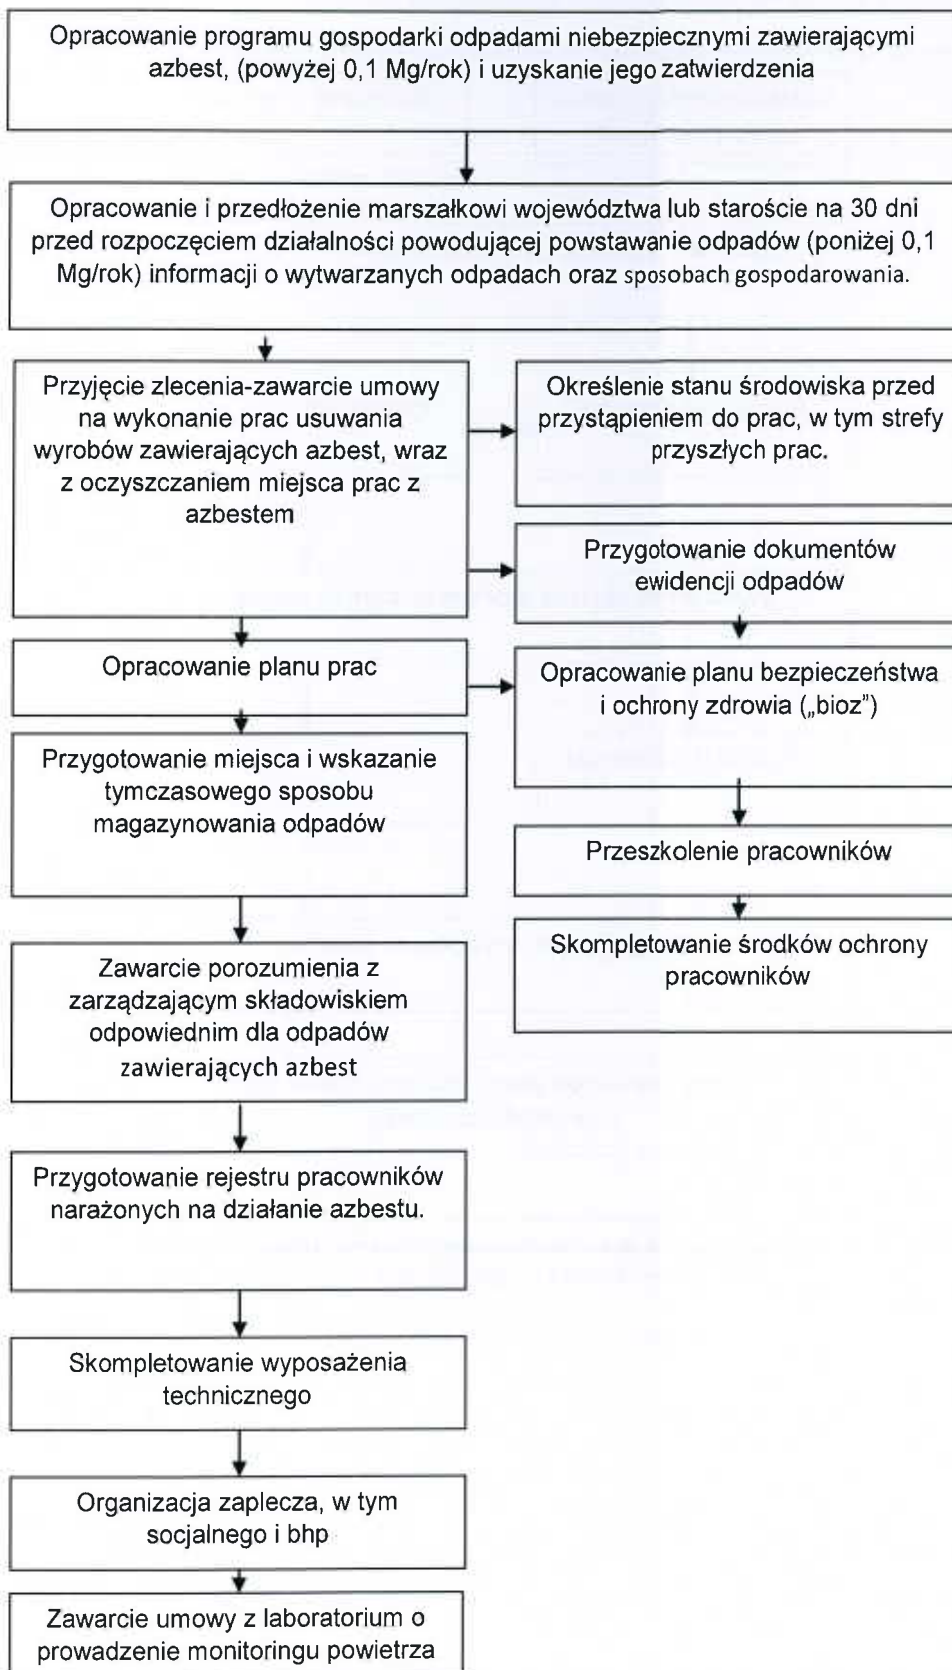 Opracowanie programu gospodarki odpadami niebezpiecznymi zawierającymi
azbest, (powyżej 0,1 Mg/rok) i uzyskanie jego zatwierdzenia
Opracowanie i przedłożenie marszałkowi województwa lub staroście na 30 dni
przed rozpoczęciem działalności powodującej powstawanie odpadów (poniżej 0,1
Mg/rok) informacji o wytwarzanych odpadach oraz sposobach gospodarowania.
Przyjęcie zlecenia-zawarcie umowy
na wykonanie prac usuwania
wyrobów zawierających azbest, wraz
z oczyszczaniem miejsca prac z
azbestem
Określenie stanu środowiska przed
przystąpieniem do prac, w tym strefy
przyszłych prac.
Przygotowanie dokumentów
ewidencji odpadów
Opracowanie planu prac
Opracowanie planu bezpieczeństwa
i ochrony zdrowia („bioz”)
Przygotowanie miejsca i wskazanie
tymczasowego sposobu
magazynowania odpadów
Przeszkolenie pracowników
Skompletowanie środków ochrony
pracowników
Zawarcie porozumienia z
zarządzającym składowiskiem
odpowiednim dla odpadów
zawierających azbest
Przygotowanie rejestru pracowników
narażonych na działanie azbestu.
Skompletowanie wyposażenia
technicznego
Organizacja zaplecza, w tym
socjalnego i bhp
Zawarcie umowy z laboratorium o
prowadzenie monitoringu powietrza